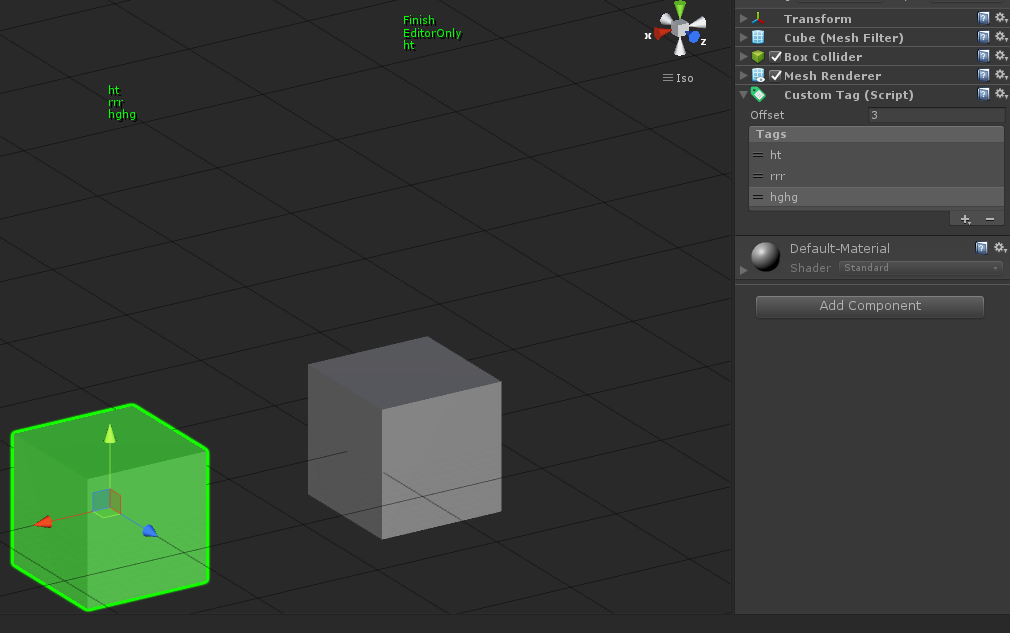 Finish
EditorOnly
ht
ht
rrr
hghg
x
z
Iso
Transform
Cube (Mesh Filter)
Box Collider
Mesh Renderer
Custom Tag (Script)
Offset 3
Tags
ht
rrr
hghg
Default-Material
Shader Standard
Add Component